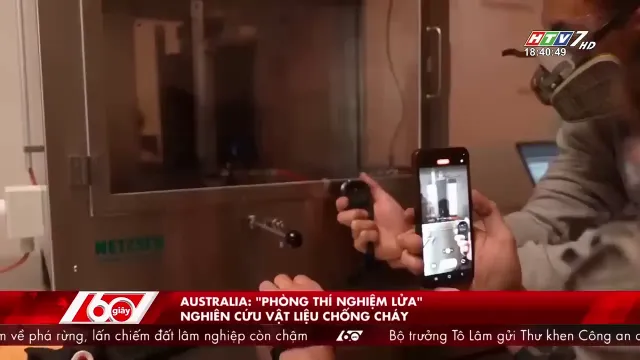 HTV7 HD
18:40:49
NETZSCH
60 giây
AUSTRALIA: "PHÒNG THÍ NGHIỆM LỬA"
NGHIÊN CỨU VẬT LIỆU CHỐNG CHÁY
m về phá rừng, lấn chiếm đất lâm nghiệp còn chậm 60 Bộ trưởng Tô Lâm gửi Thư khen Công an